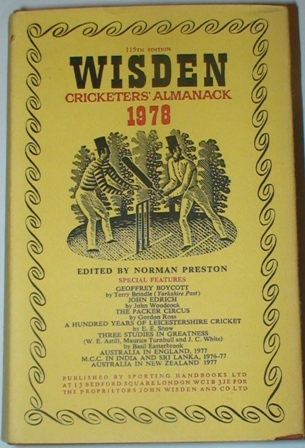 115TH EDITION
WISDEN
CRICKETERS' ALMANACK
1978
EDITED BY NORMAN PRESTON
SPECIAL FEATURES
GEOFFREY BOYCOTT
by Terry Brindle (Yorkshire Post)
JOHN EDRICH
by John Woodcock
THE PACKER CIRCUS
by Gordon Ross
A HUNDRED YEARS OF LEICESTERSHIRE CRICKET
by E. E. Snow
THREE STUDIES IN GREATNESS
(W. E. Astill, Maurice Turnbull and J. C. White)
by Basil Easterbrook
AUSTRALIA IN ENGLAND, 1977
M.C.C. IN INDIA AND SRI LANKA, 1976-77
AUSTRALIA IN NEW ZEALAND 1977
PUBLISHED BY SPORTING HANDBOOKS LTD
AT 13 BEDFORD SQUARE LONDON WC1B 3JE FOR
THE PROPRIETORS JOHN WISDEN AND CO LTD